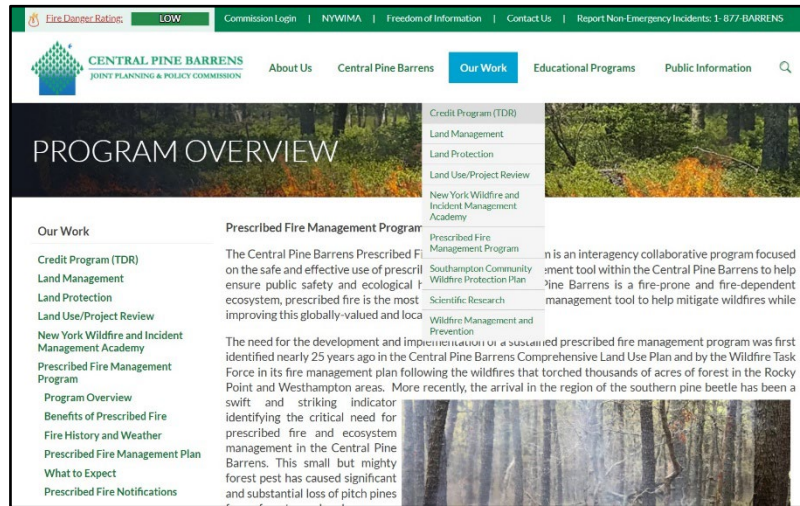 Fire Danger Rating: LOW Commission Login | NYWIMA | Freedom of Information | Contact Us | Report Non-Emergency Incidents: 1- 877-BARRENS
CENTRAL PINE BARRENS
JOINT PLANNING & POLICY COMMISSION
About Us Central Pine Barrens Our Work Educational Programs Public Information
Credit Program (TDR)
Land Management
Land Protection
Land Use/Project Review
New York Wildfire and
Incident Management
Academy
Prescribed Fire
Management Program
Southampton Community
Wildfire Protection Plan
Scientific Research
Wildfire Management and
Prevention
PROGRAM OVERVIEW
Our Work
Credit Program (TDR)
Land Management
Land Protection
Land Use/Project Review
New York Wildfire and Incident
Management Academy
Prescribed Fire Management
Program
Program Overview
Benefits of Prescribed Fire
Fire History and Weather
Prescribed Fire Management Plan
What to Expect
Prescribed Fire Notifications
Prescribed Fire Management Program
The Central Pine Barrens Prescribed is an interagency collaborative program focused
on the safe and effective use of tool within the Central Pine Barrens to help
ensure public safety and ecological Barrens is a fire-prone and fire-dependent
ecosystem, prescribed fire is the most management tool to help mitigate wildfires while
improving this globally-valued and
The need for the development and implementation of a sustained prescribed fire management program was first
identified nearly 25 years ago in the Central Pine Barrens Comprehensive Land Use Plan and by the Wildfire Task
Force in its fire management plan following the wildfires that torched thousands of acres of forest in the Rocky
Point and Westhampton areas. More recently, the arrival in the region of the southern pine beetle has been a
swift and striking indicator
identifying the critical need for
prescribed fire and ecosystem
management in the Central Pine
Barrens. This small but mighty
forest pest has caused significant
and substantial loss of pitch pines